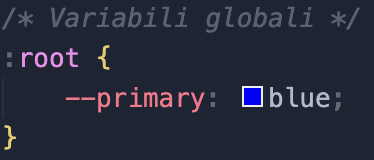 /* Variabili globali */
:root {
    --primary: blue;
}